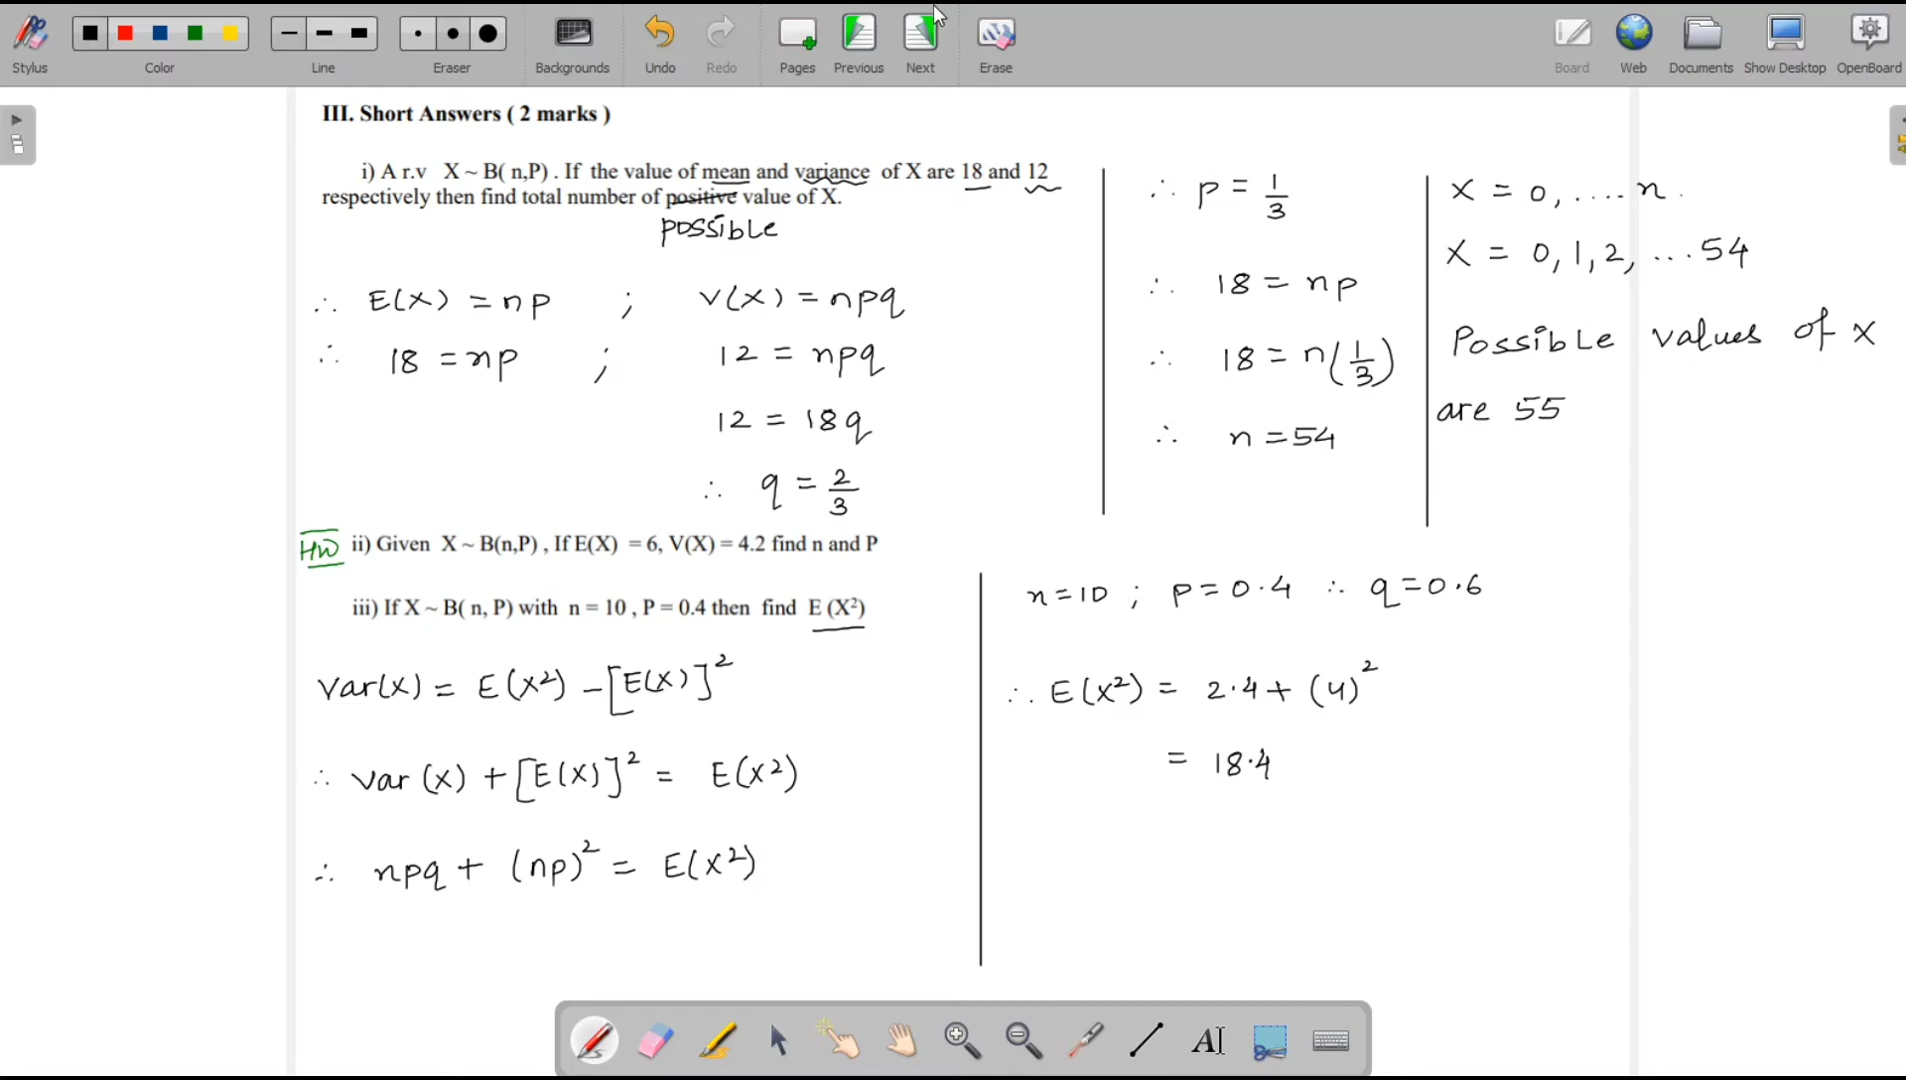 Stylus Color Line Eraser Backgrounds Undo Redo Pages Previous Next Erase Board Web Documents Show Desktop OpenBoard
III. Short Answers ( 2 marks )
i) A r.v X ~ B( n,P) . If the value of mean and variance of X are 18 and 12
respectively then find total number of positive value of X.
possible
∴ E(X) = np ; V(X) = npq
∴ 18 = np ; 12 = npq
12 = 18q
∴ q = 2/3
∴ p = 1/3
∴ 18 = np
∴ 18 = n(1/3)
∴ n = 54
X = 0, .... n.
X = 0, 1, 2, ... 54
Possible values of X
are 55
HW ii) Given X ~ B(n,P) , If E(X) = 6, V(X) = 4.2 find n and P
iii) If X ~ B( n, P) with n = 10 , P = 0.4 then find E (X²)
Var(X) = E(X²) - [E(X)]²
∴ Var (X) + [E(X)]² = E(X²)
∴ npq + (np)² = E(X²)
n = 10 ; p = 0.4 ∴ q = 0.6
∴ E(X²) = 2.4 + (4)²
= 18.4
A